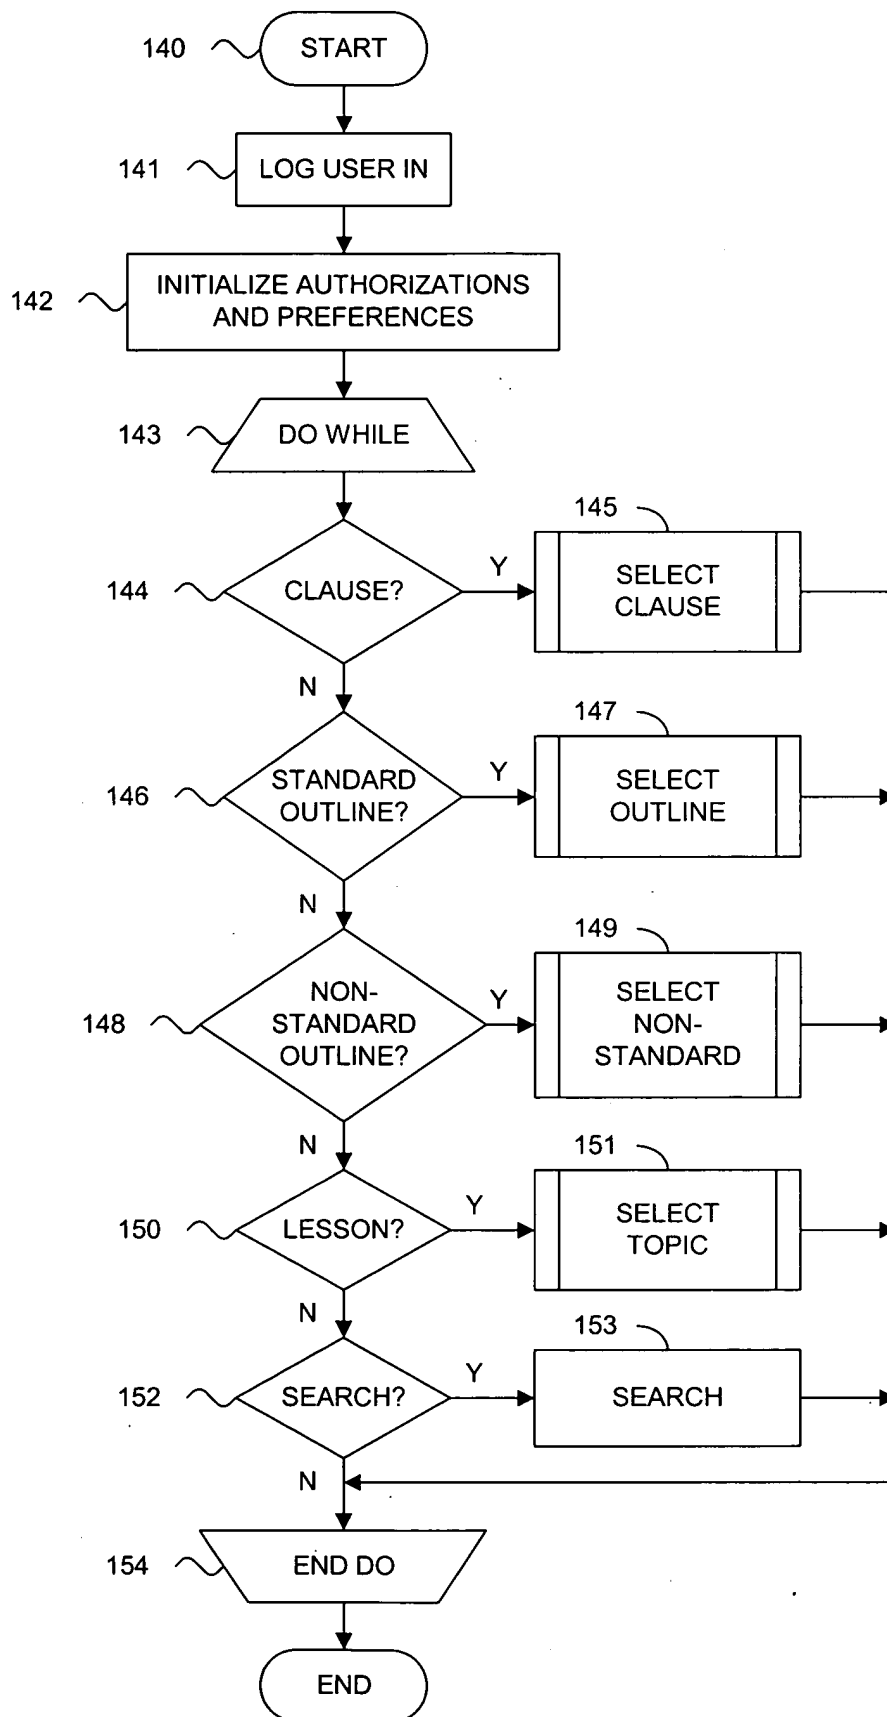 140
START
141
LOG USER IN
142
INITIALIZE AUTHORIZATIONS
AND PREFERENCES
143
DO WHILE
144
CLAUSE?
Y
145
SELECT
CLAUSE
N
146
STANDARD
OUTLINE?
Y
147
SELECT
OUTLINE
N
148
NON-
STANDARD
OUTLINE?
Y
149
SELECT
NON-
STANDARD
N
150
LESSON?
Y
151
SELECT
TOPIC
N
152
SEARCH?
Y
153
SEARCH
N
154
END DO
END